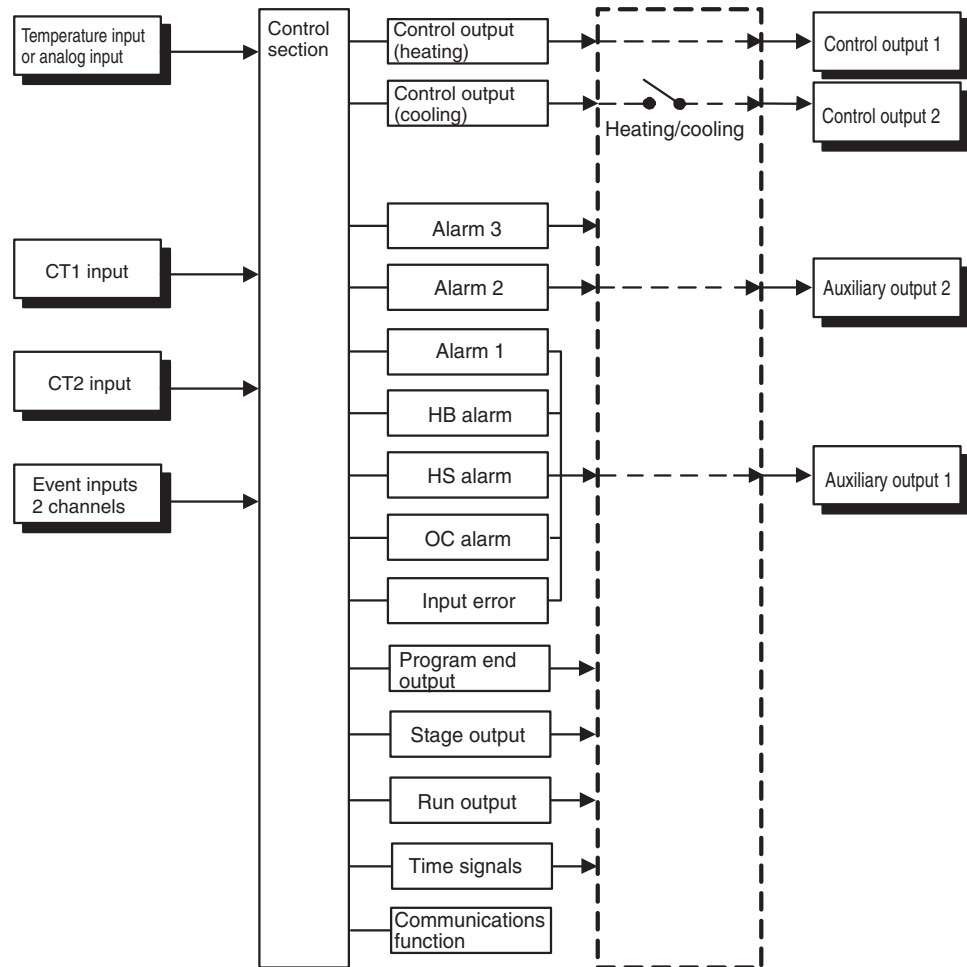 Temperature input
or analog input
CT1 input
CT2 input
Event inputs
2 channels
Control
section
Control output
(heating)
Control output
(cooling)
Alarm 3
Alarm 2
Alarm 1
HB alarm
HS alarm
OC alarm
Input error
Program end
output
Stage output
Run output
Time signals
Communications
function
Heating/cooling
Control output 1
Control output 2
Auxiliary output 2
Auxiliary output 1